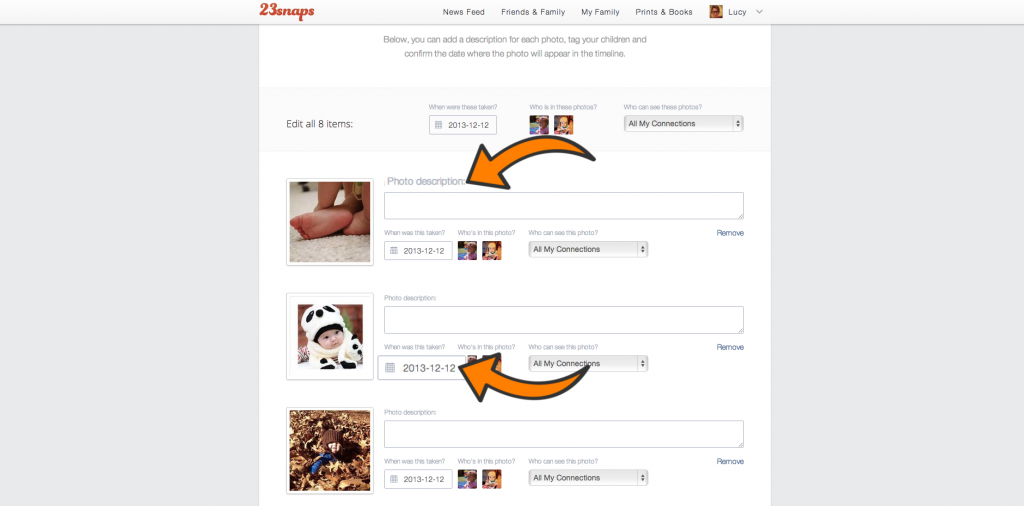 23snaps
News Feed Friends & Family My Family Prints & Books Lucy
Below, you can add a description for each photo, tag your children and
confirm the date where the photo will appear in the timeline.
When were these taken? Who is in these photos? Who can see these photos?
Edit all 8 items: 2013-12-12 All My Connections
Photo description:
When was this taken? Who's in this photo? Who can see this photo? Remove
2013-12-12 All My Connections
Photo description:
When was this taken? Who's in this photo? Who can see this photo? Remove
2013-12-12 All My Connections
Photo description:
When was this taken? Who's in this photo? Who can see this photo? Remove
2013-12-12 All My Connections